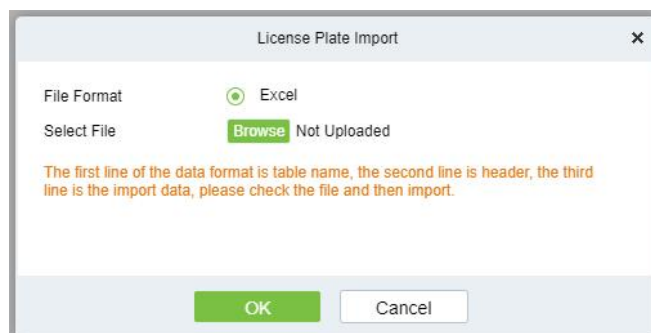 License Plate Import ×
File Format Excel
Select File Browse Not Uploaded
The first line of the data format is table name, the second line is header, the third
line is the import data, please check the file and then import.
OK Cancel